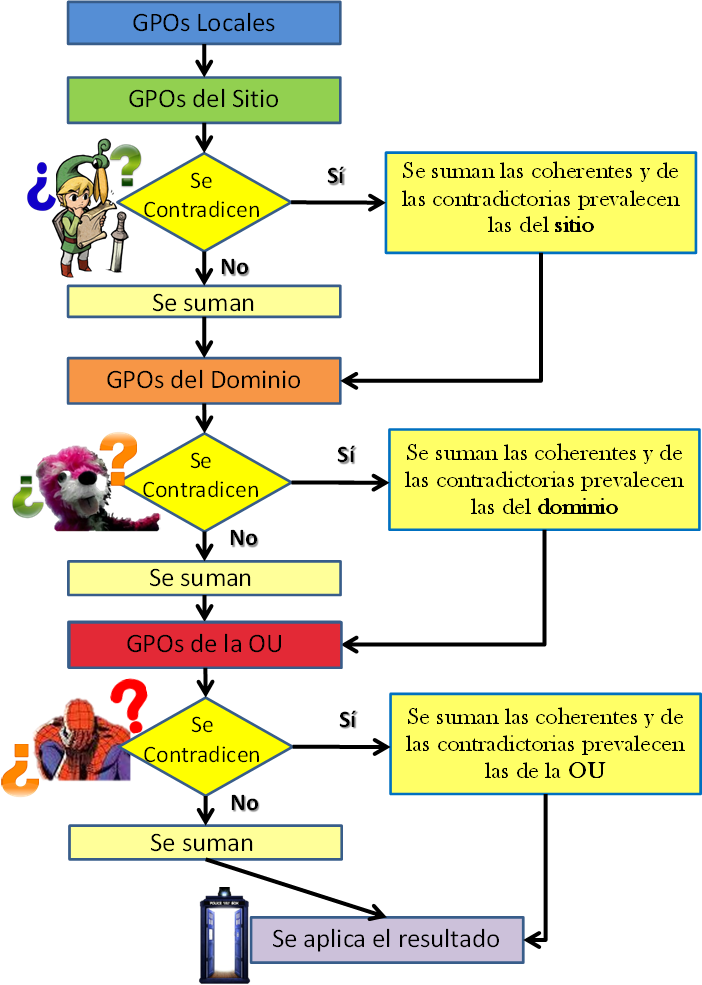 GPOs Locales
GPOs del Sitio
¿
?
Se
Contradicen
Sí
Se suman las coherentes y de
las contradictorias prevalecen
las del sitio
No
Se suman
GPOs del Dominio
¿
?
Se
Contradicen
Sí
Se suman las coherentes y de
las contradictorias prevalecen
las del dominio
No
Se suman
GPOs de la OU
¿
?
Se
Contradicen
Sí
Se suman las coherentes y de
las contradictorias prevalecen
las de la OU
No
Se suman
Se aplica el resultado